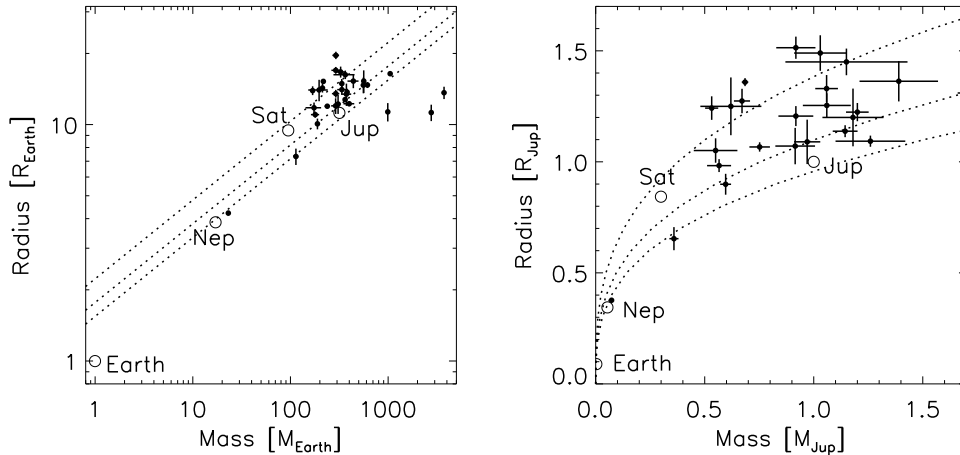 10
1
Radius [R_Earth]
Sat
Jup
Nep
Earth
1 10 100 1000
Mass [M_Earth]
1.5
1.0
0.5
0.0
Radius [R_Jup]
Sat
Jup
Nep
Earth
0.0 0.5 1.0 1.5
Mass [M_Jup]